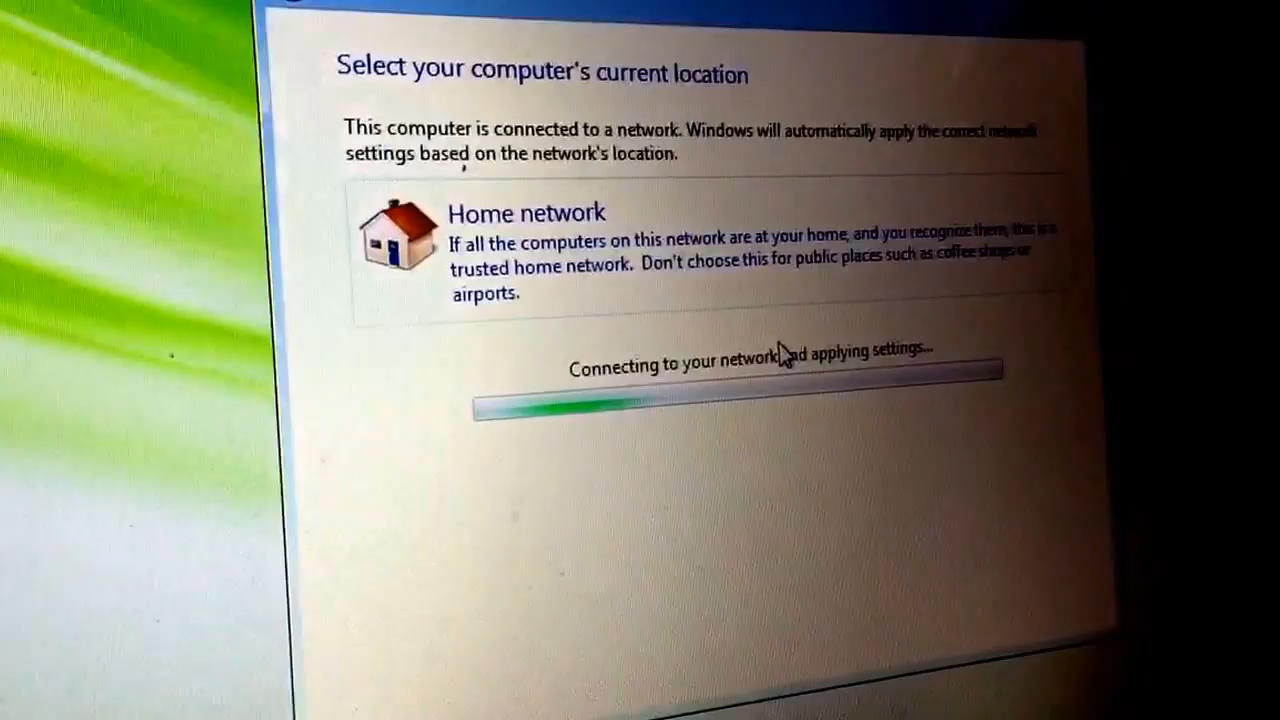 Select your computer's current location
This computer is connected to a network. Windows will automatically apply the correct network
settings based on the network's location.
Home network
If all the computers on this network are at your home, and you recognize them, this is a
trusted home network. Don't choose this for public places such as coffee shops or
airports.
Connecting to your network and applying settings...